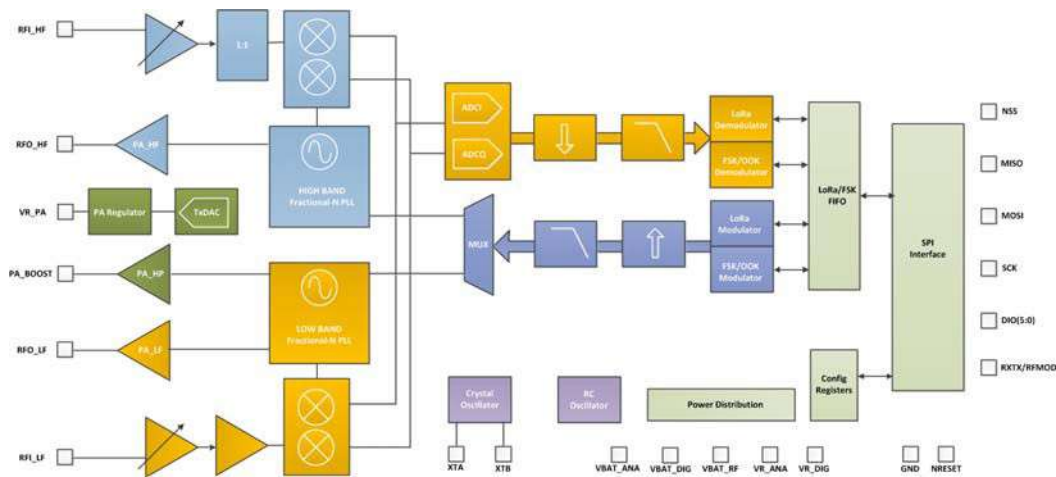 RFI_HF
1:1
RFO_HF
PA_HF
HIGH BAND
Fractional-N PLL
VR_PA
PA Regulator
TxDAC
PA_BOOST
PA_HP
LOW BAND
Fractional-N PLL
RFO_LF
PA_LF
RFI_LF
ADCI
ADCQ
LoRa
Demodulator
FSK/OOK
Demodulator
MUX
LoRa
Modulator
FSK/OOK
Modulator
LoRa/FSK
FIFO
SPI
Interface
Config
Registers
NSS
MISO
MOSI
SCK
DIO(5:0)
RXTX/RFMOD
Crystal
Oscillator
RC
Oscillator
Power Distribution
XTA
XTB
VBAT_ANA
VBAT_DIG
VBAT_RF
VR_ANA
VR_DIG
GND
NRESET